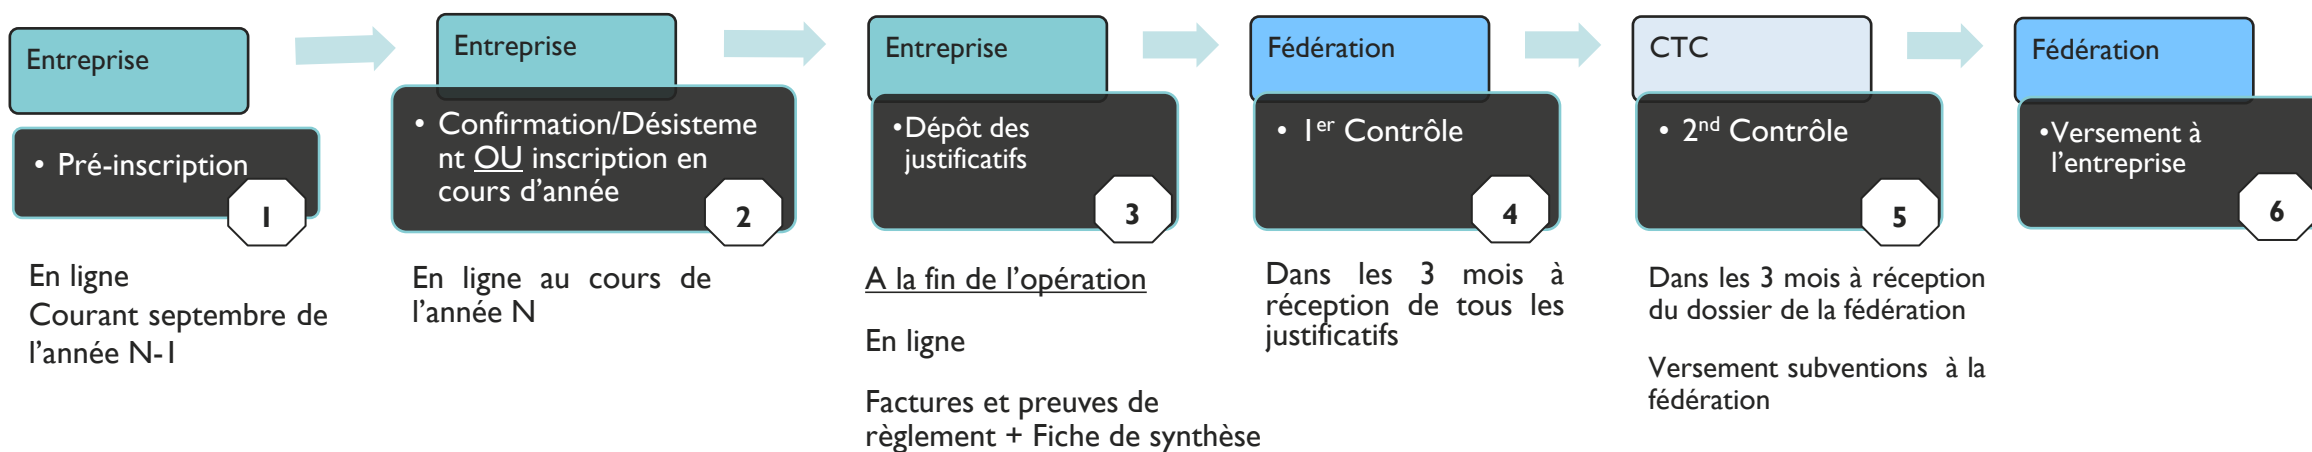 Entreprise
• Pré-inscription
1
En ligne
Courant septembre de
l’année N-1
Entreprise
• Confirmation/Désisteme
nt OU inscription en
cours d’année
2
En ligne au cours de
l’année N
Entreprise
•Dépôt des
justificatifs
3
A la fin de l’opération
En ligne
Factures et preuves de
règlement + Fiche de synthèse
Fédération
• 1er Contrôle
4
Dans les 3 mois à
réception de tous les
justificatifs
CTC
• 2nd Contrôle
5
Dans les 3 mois à réception
du dossier de la fédération
Versement subventions à la
fédération
Fédération
•Versement à
l’entreprise
6